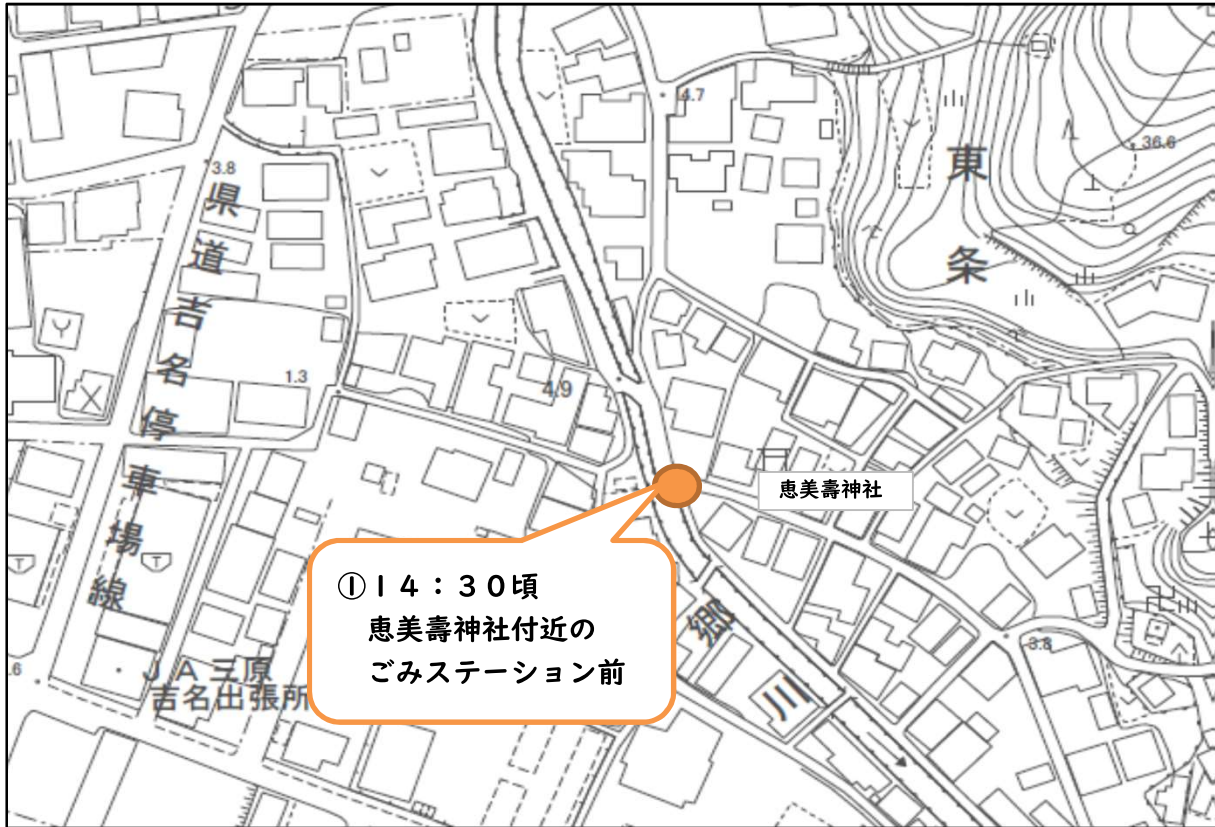 4.7
36.6
東条
3.8
県道吉名停車場線
1.3
4.9
恵美壽神社
①14:30頃
恵美壽神社付近の
ごみステーション前
郷川
3.8
.6
JA三原
吉名出張所